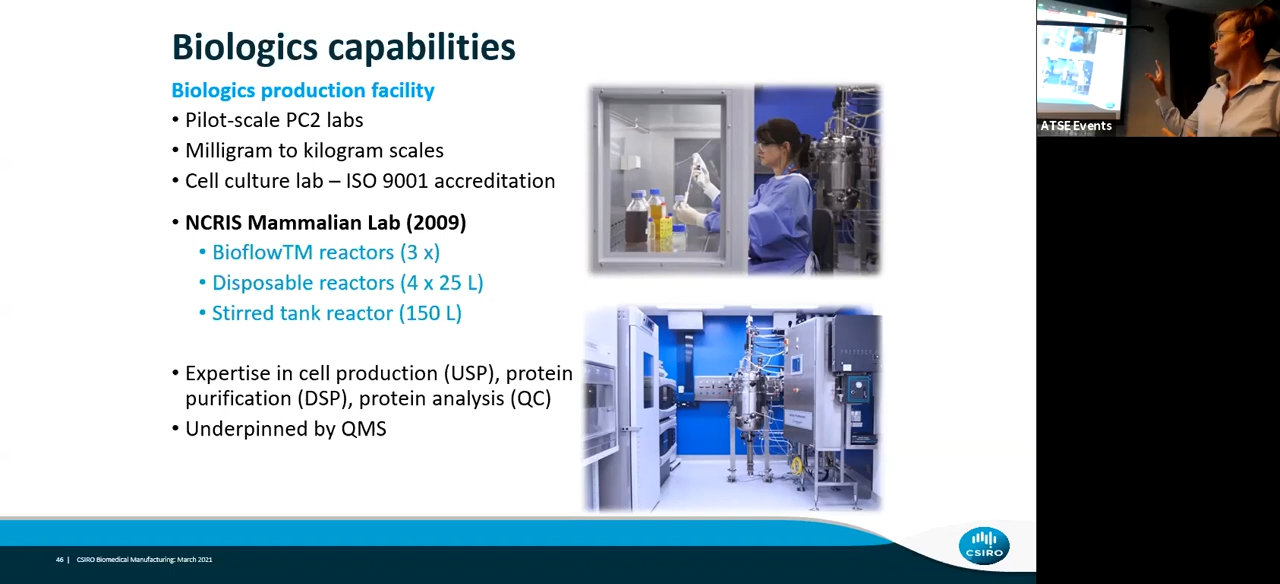 Biologics capabilities
Biologics production facility
• Pilot-scale PC2 labs
• Milligram to kilogram scales
• Cell culture lab – ISO 9001 accreditation
• NCRIS Mammalian Lab (2009)
• BioflowTM reactors (3 x)
• Disposable reactors (4 x 25 L)
• Stirred tank reactor (150 L)
• Expertise in cell production (USP), protein
purification (DSP), protein analysis (QC)
• Underpinned by QMS
46 | CSIRO Biomedical Manufacturing: March 2021
CSIRO
ATSE Events